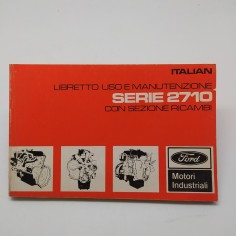 ITALIAN
LIBRETTO USO E MANUTENZIONE
SERIE 2710
CON SEZIONE RICAMBI
Ford
Motori
Industriali